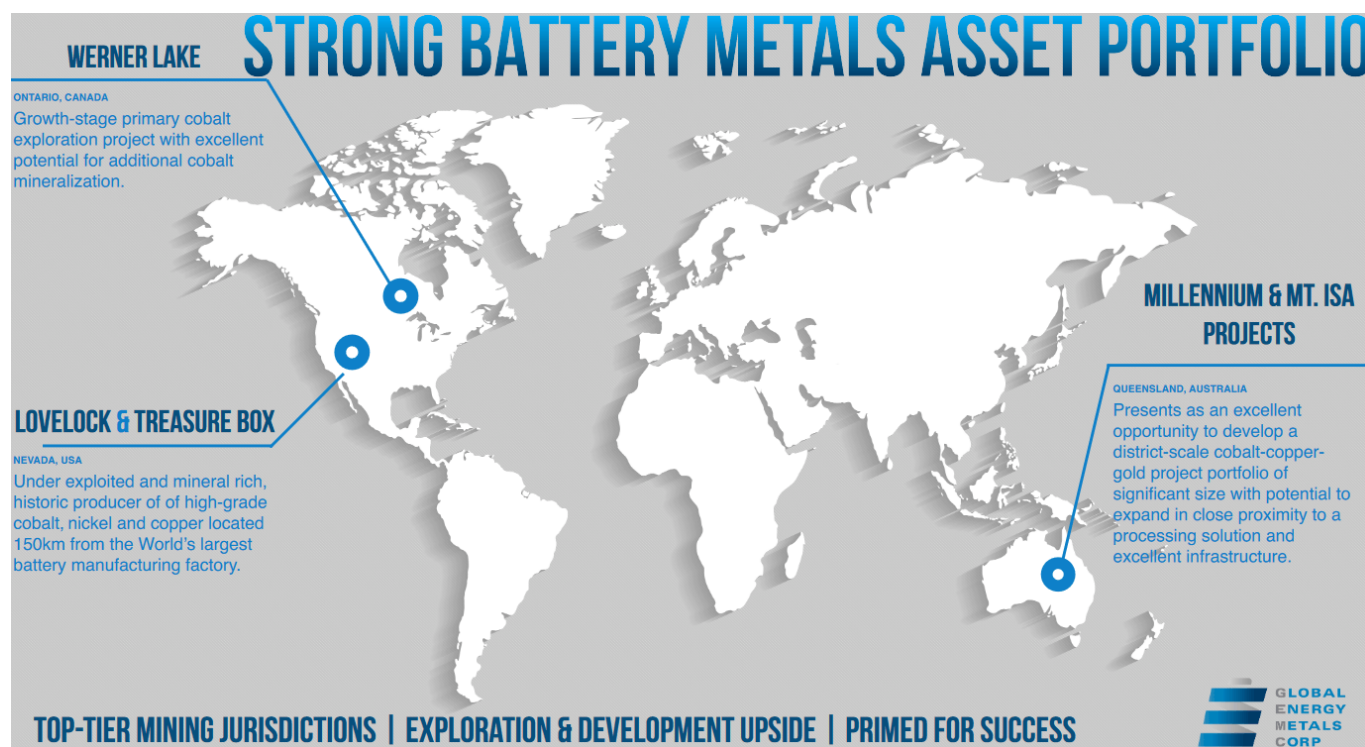 STRONG BATTERY METALS ASSET PORTFOLIO
WERNER LAKE
ONTARIO, CANADA
Growth-stage primary cobalt
exploration project with excellent
potential for additional cobalt
mineralization.
LOVELOCK & TREASURE BOX
NEVADA, USA
Under exploited and mineral rich,
historic producer of of high-grade
cobalt, nickel and copper located
150km from the World's largest
battery manufacturing factory.
MILLENNIUM & MT. ISA
PROJECTS
QUEENSLAND, AUSTRALIA
Presents as an excellent
opportunity to develop a
district-scale cobalt-copper-
gold project portfolio of
significant size with potential to
expand in close proximity to a
processing solution and
excellent infrastructure.
TOP-TIER MINING JURISDICTIONS | EXPLORATION & DEVELOPMENT UPSIDE | PRIMED FOR SUCCESS
GLOBAL
ENERGY
METALS
CORP